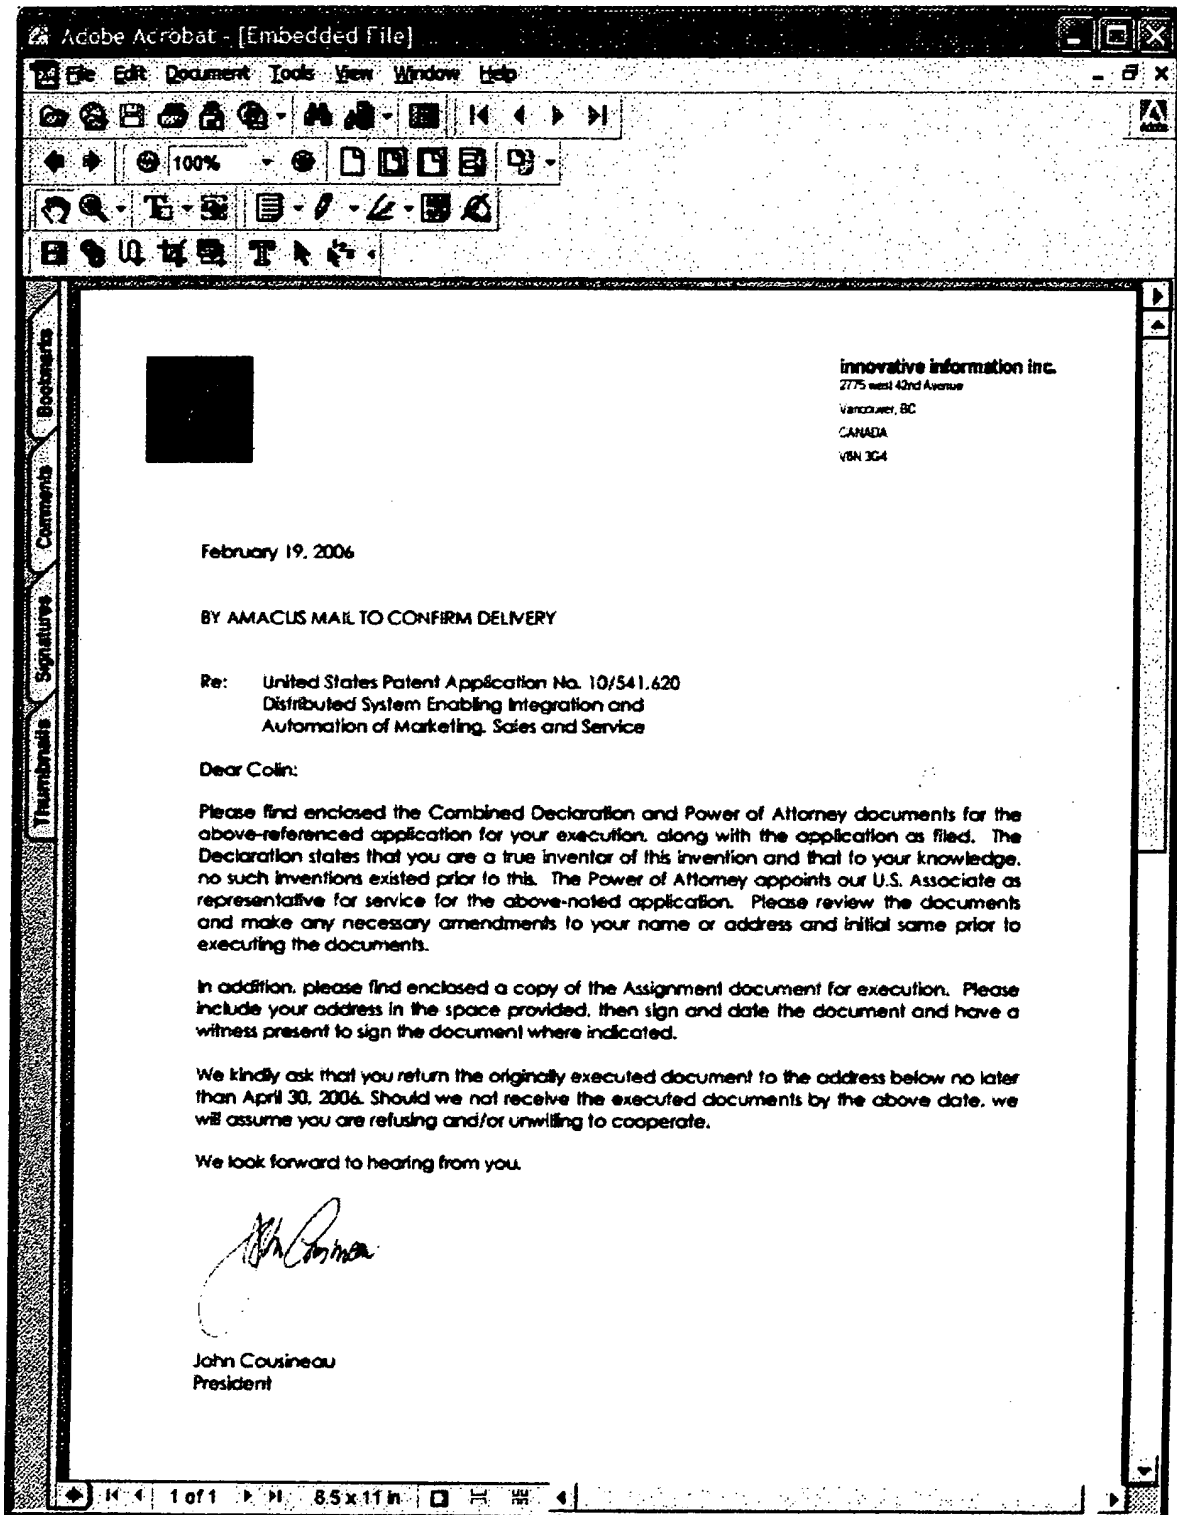 Adobe Acrobat - [Embedded File]
File Edit Document Tools View Window Help
Adobe
100%
Bookmarks
Comments
Signatures
Thumbnails
innovative information inc.
2775 west 42nd Avenue
Vancouver, BC
CANADA
V6N 3G4
February 19, 2006
BY AMACUS MAIL TO CONFIRM DELIVERY
Re: United States Patent Application No. 10/541,620
Distributed System Enabling Integration and
Automation of Marketing, Sales and Service
Dear Colin:
Please find enclosed the Combined Declaration and Power of Attorney documents for the
above-referenced application for your execution, along with the application as filed. The
Declaration states that you are a true inventor of this invention and that to your knowledge,
no such inventions existed prior to this. The Power of Attorney appoints our U.S. Associate as
representative for service for the above-noted application. Please review the documents
and make any necessary amendments to your name or address and initial same prior to
executing the documents.
In addition, please find enclosed a copy of the Assignment document for execution. Please
include your address in the space provided, then sign and date the document and have a
witness present to sign the document where indicated.
We kindly ask that you return the originally executed document to the address below no later
than April 30, 2006. Should we not receive the executed documents by the above date, we
will assume you are refusing and/or unwilling to cooperate.
We look forward to hearing from you.
John Cousineau
John Cousineau
President
1 of 1 8.5 x 11 in